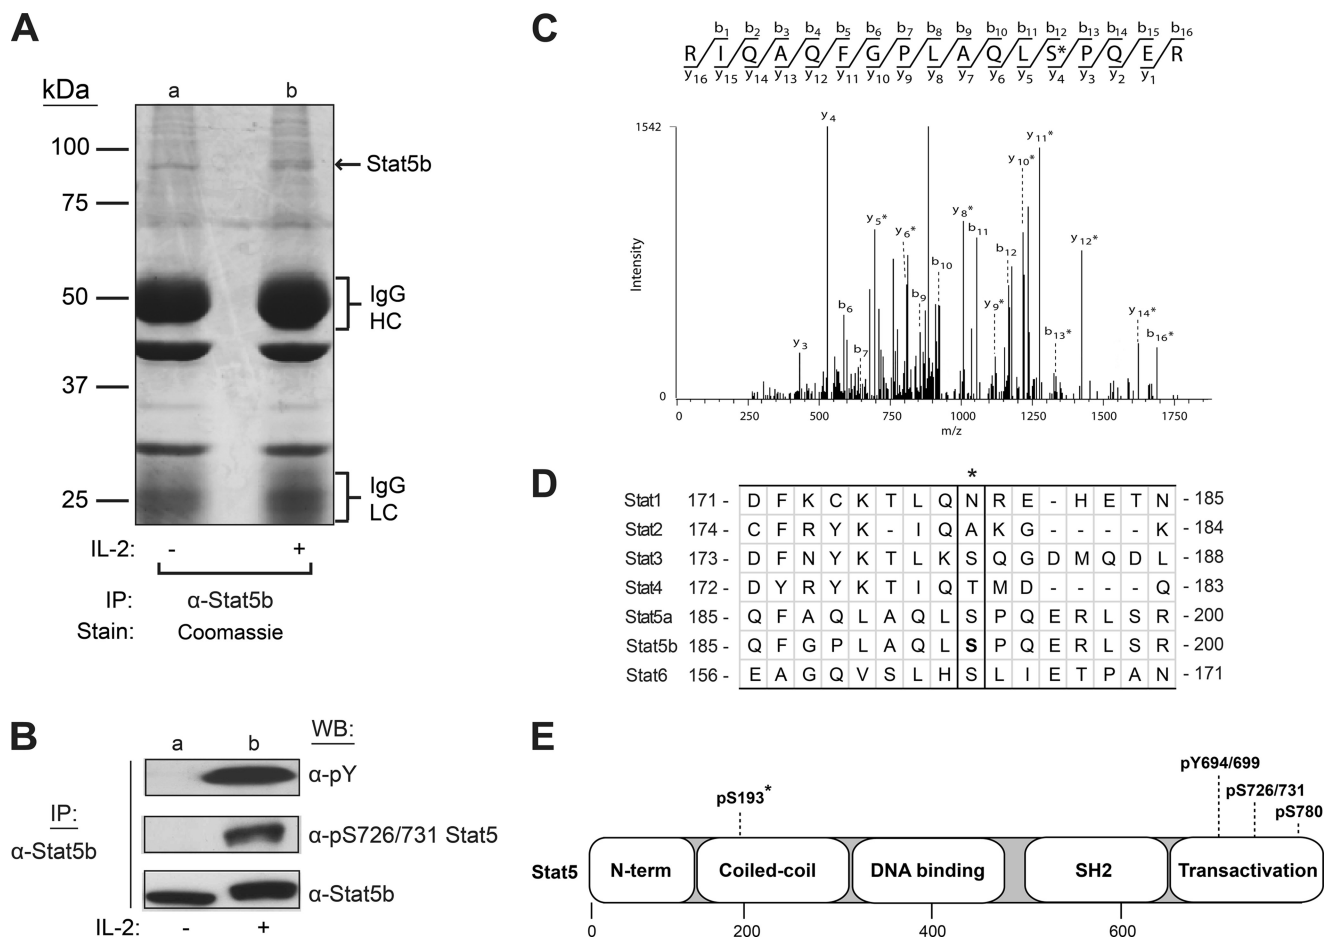 A
kDa
a b
100
Stat5b
75
50
IgG
HC
37
25
IgG
LC
IL-2: - +
IP: α-Stat5b
Stain: Coomassie
B
a b WB:
IP:
α-Stat5b
α-pY
α-pS726/731 Stat5
α-Stat5b
IL-2: - +
C
b1 b2 b3 b4 b5 b6 b7 b8 b9 b10 b11 b12 b13 b14 b15 b16
R I Q A Q F G P L A Q L S* P Q E R
y16 y15 y14 y13 y12 y11 y10 y9 y8 y7 y6 y5 y4 y3 y2 y1
1542
Intensity
0
y3
y4
b6
b7
y5*
y6*
b9
b10
y8*
b11
y9*
b12
y10*
y11*
b13*
y12*
y14*
b16*
0 250 500 750 1000 1250 1500 1750
m/z
D
*
Stat1 171 - D F K C K T L Q N R E - H E T N - 185
Stat2 174 - C F R Y K - I Q A K G - - - - K - 184
Stat3 173 - D F N Y K T L K S Q G D M Q D L - 188
Stat4 172 - D Y R Y K T I Q T M D - - - - Q - 183
Stat5a 185 - Q F A Q L A Q L S P Q E R L S R - 200
Stat5b 185 - Q F G P L A Q L S P Q E R L S R - 200
Stat6 156 - E A G Q V S L H S L I E T P A N - 171
E
pY694/699
pS193*
pS726/731
pS780
Stat5 N-term Coiled-coil DNA binding SH2 Transactivation
0 200 400 600